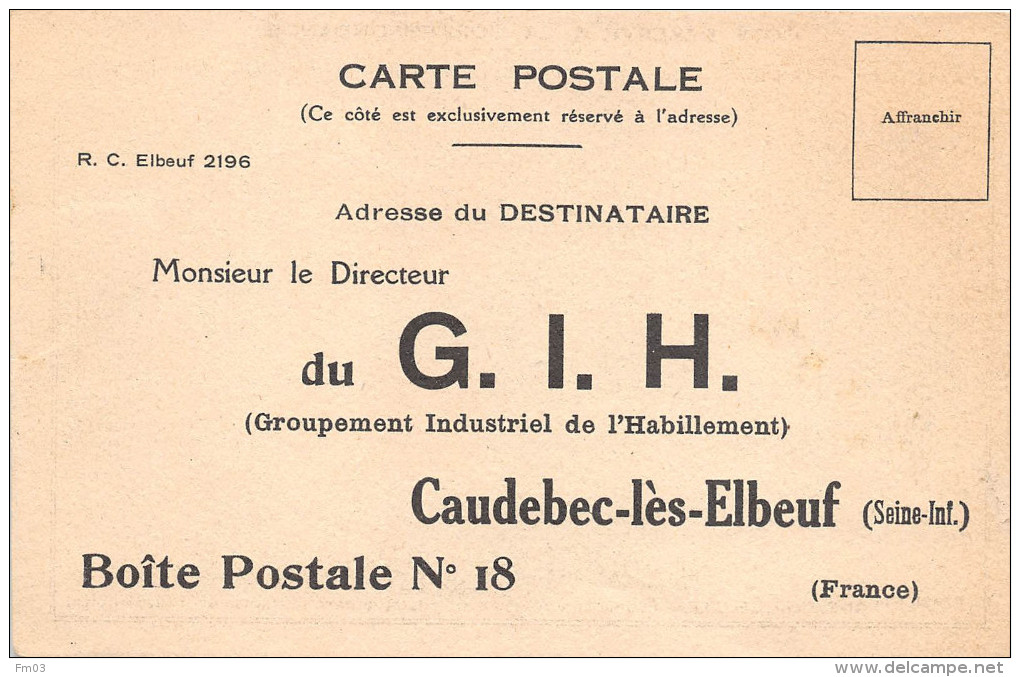 CARTE POSTALE
(Ce côté est exclusivement réservé à l'adresse)
Affranchir
R. C. Elbeuf 2196
Adresse du DESTINATAIRE
Monsieur le Directeur
du G. I. H.
(Groupement Industriel de l'Habillement)
Caudebec-lès-Elbeuf (Seine-Inf.)
Boîte Postale N° 18
(France)
Fm03
www.delcampe.net